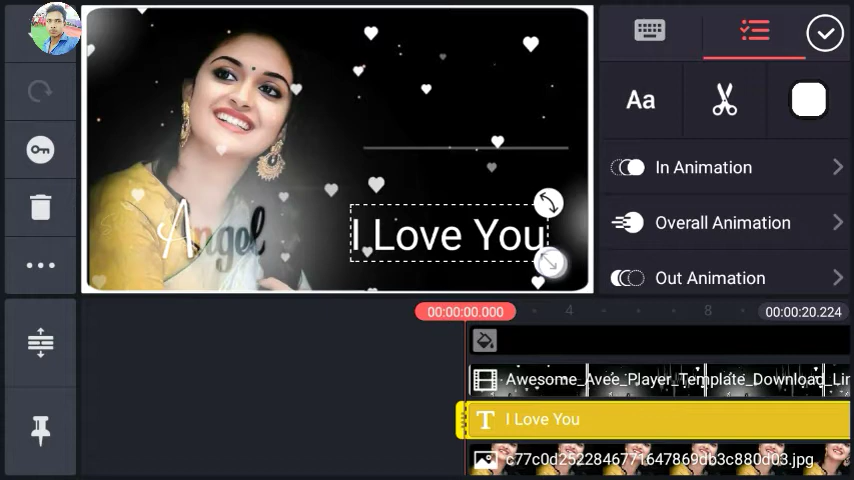 Aa
In Animation
Angel
I Love You
Overall Animation
Out Animation
00:00:00.000
4
8
00:00:20.224
Awesome_Avee_Player_Template_Download_Lin
T I Love You
c77c0d2522846771647869db3c880d03.jpg